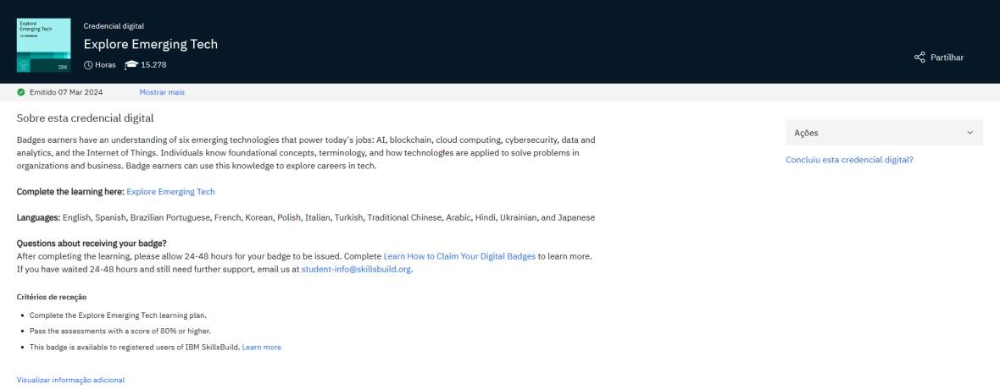 Explore
Emerging Tech
IBM SkillsBuild
IBM
Credencial digital
Explore Emerging Tech
Horas 15.278
Partilhar
Emitido 07 Mar 2024 Mostrar mais
Sobre esta credencial digital
Badges earners have an understanding of six emerging technologies that power today's jobs: AI, blockchain, cloud computing, cybersecurity, data and
analytics, and the Internet of Things. Individuals know foundational concepts, terminology, and how technologies are applied to solve problems in
organizations and business. Badge earners can use this knowledge to explore careers in tech.
Complete the learning here: Explore Emerging Tech
Languages: English, Spanish, Brazilian Portuguese, French, Korean, Polish, Italian, Turkish, Traditional Chinese, Arabic, Hindi, Ukrainian, and Japanese
Questions about receiving your badge?
After completing the learning, please allow 24-48 hours for your badge to be issued. Complete Learn How to Claim Your Digital Badges to learn more.
If you have waited 24-48 hours and still need further support, email us at student-info@skillsbuild.org.
Critérios de receção
• Complete the Explore Emerging Tech learning plan.
• Pass the assessments with a score of 80% or higher.
• This badge is available to registered users of IBM SkillsBuild. Learn more
Visualizar informação adicional
Ações
Concluiu esta credencial digital?